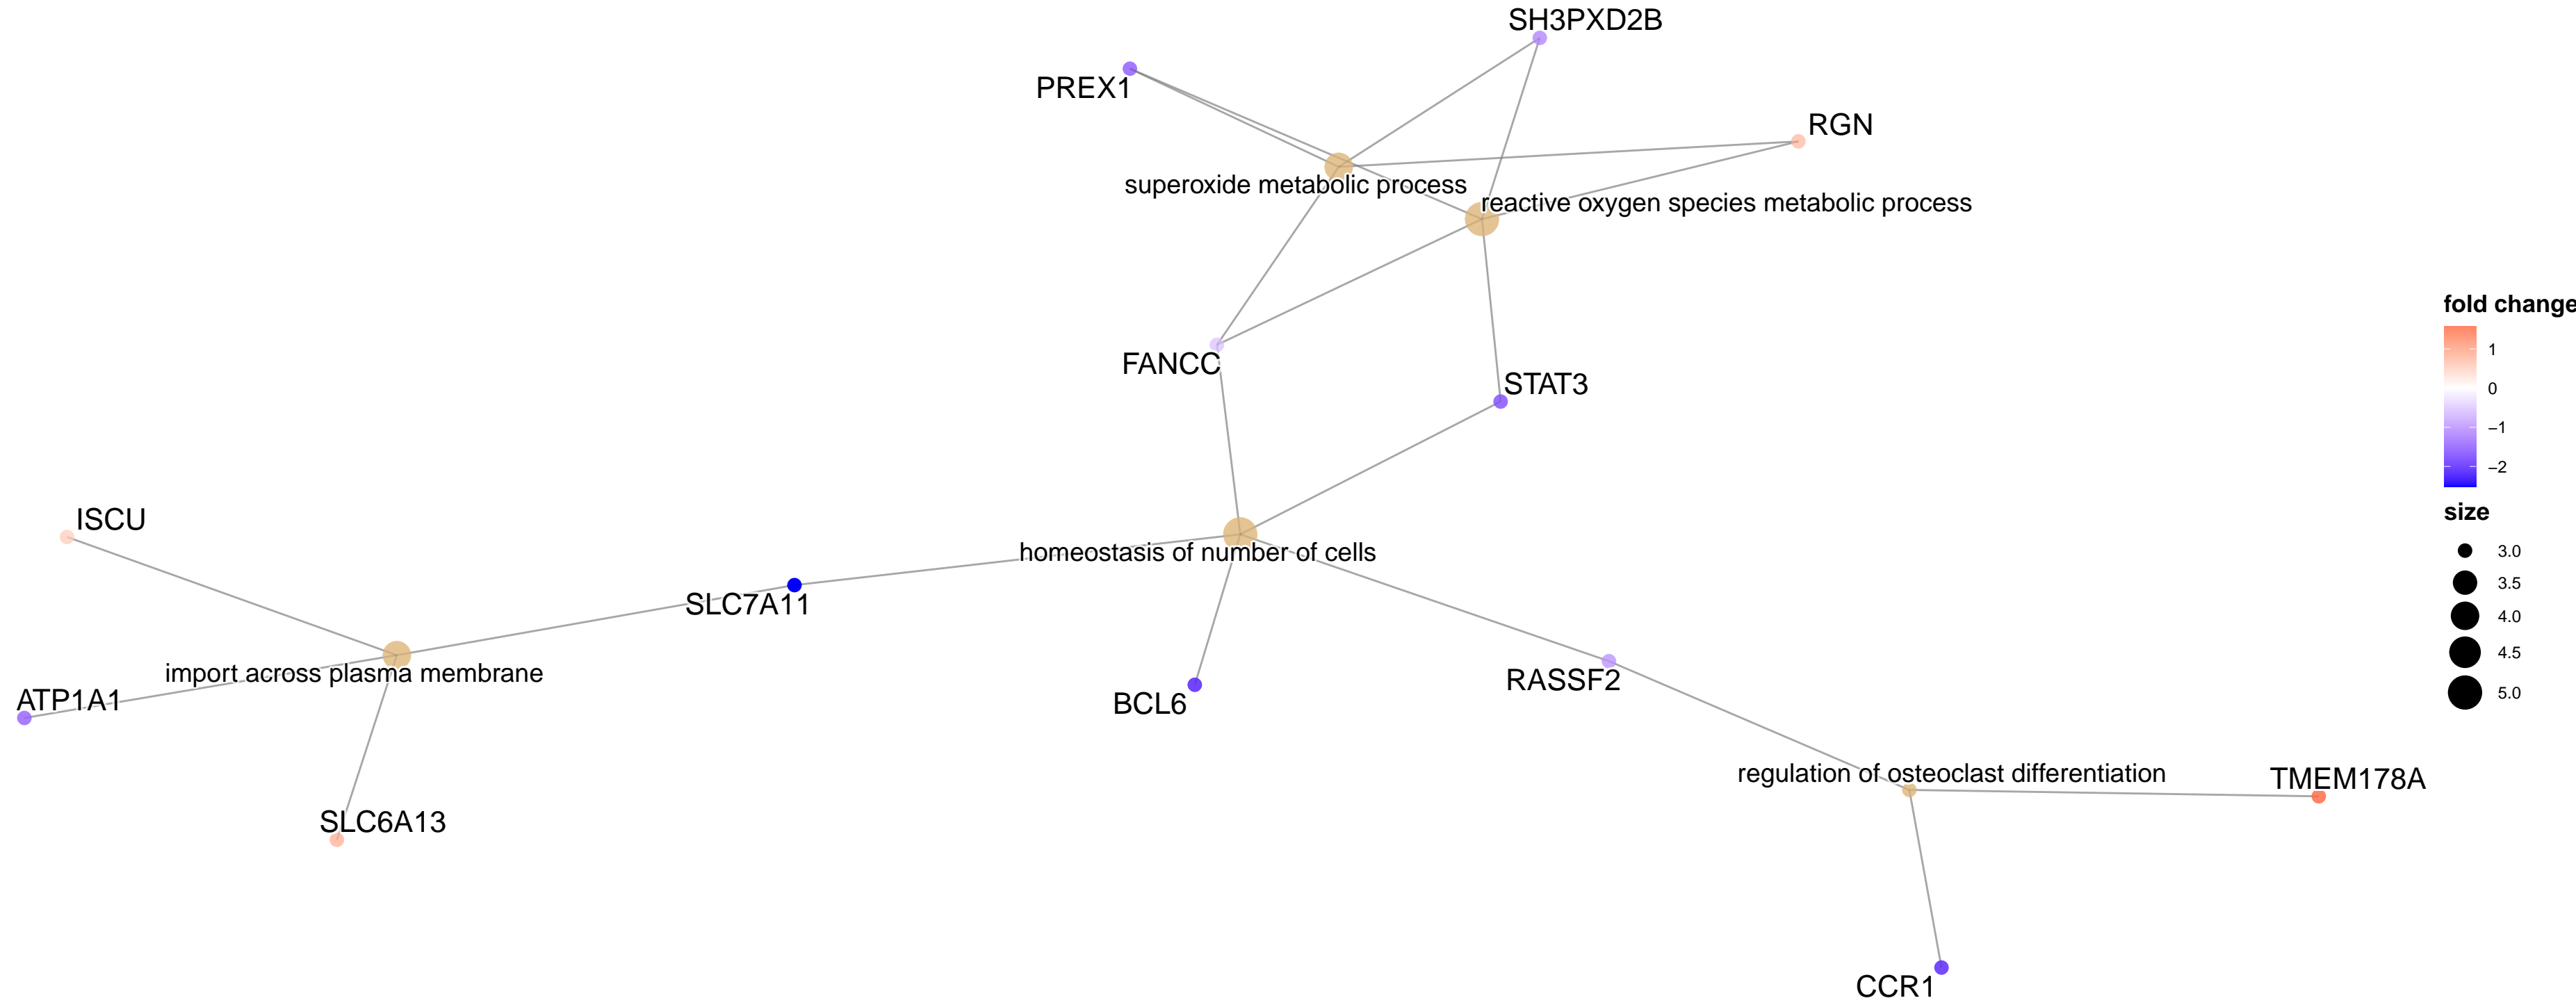 SH3PXD2B
PREX1
RGN
superoxide metabolic process
reactive oxygen species metabolic process
fold change
1
0
−1
−2
FANCC
STAT3
size
3.0
3.5
4.0
4.5
5.0
ISCU
homeostasis of number of cells
SLC7A11
import across plasma membrane
ATP1A1
RASSF2
BCL6
regulation of osteoclast differentiation
TMEM178A
SLC6A13
CCR1